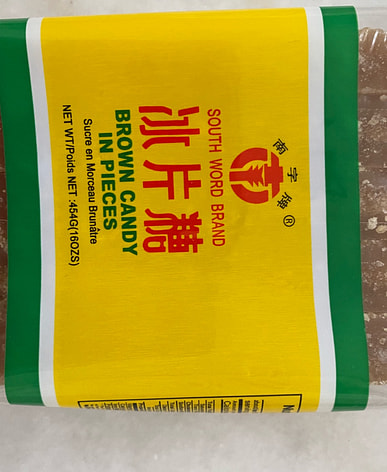 南字牌®
SOUTH WORD BRAND
冰片糖
BROWN CANDY
IN PIECES
Sucre en Morceau Brunâtre
NET WT/Poids NET :454G(16OZS)